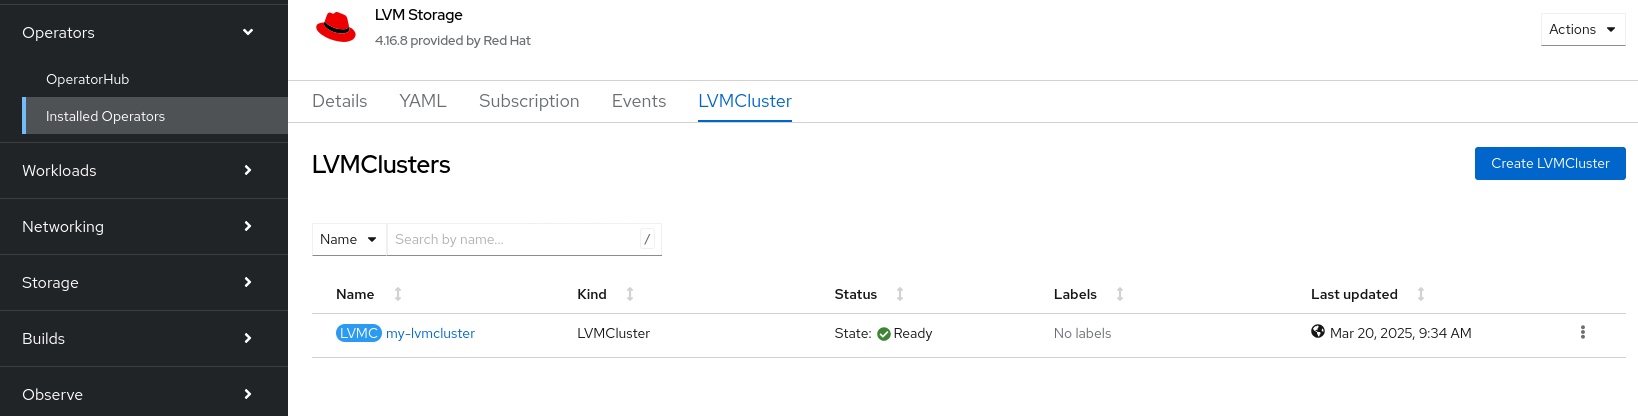 Operators
OperatorHub
Installed Operators
Workloads
Networking
Storage
Builds
Observe
LVM Storage
4.16.8 provided by Red Hat
Actions
Details YAML Subscription Events LVMCluster
LVMClusters
Create LVMCluster
Name Search by name... /
Name Kind Status Labels Last updated
LVMC my-lvmcluster LVMCluster State: Ready No labels Mar 20, 2025, 9:34 AM